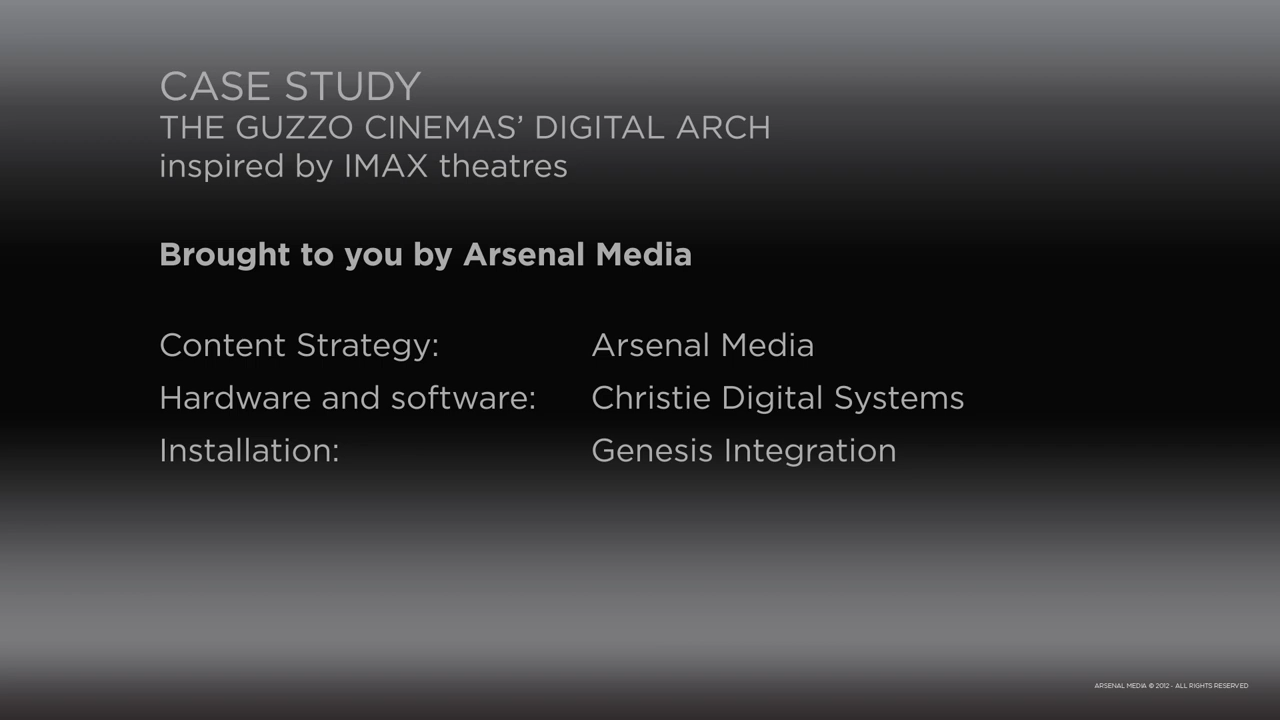 CASE STUDY
THE GUZZO CINEMAS’ DIGITAL ARCH
inspired by IMAX theatres
Brought to you by Arsenal Media
Content Strategy: Arsenal Media
Hardware and software: Christie Digital Systems
Installation: Genesis Integration
ARSENAL MEDIA © 2012 - ALL RIGHTS RESERVED